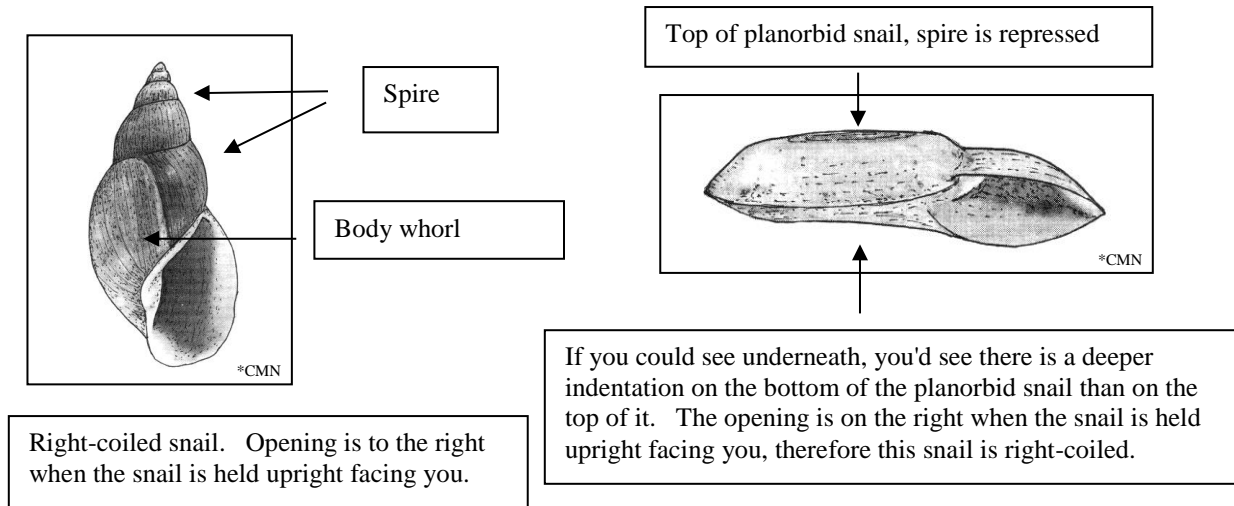 Spire
Body whorl
*CMN
Right-coiled snail.   Opening is to the right
when the snail is held upright facing you.
Top of planorbid snail, spire is repressed
*CMN
If you could see underneath, you'd see there is a deeper
indentation on the bottom of the planorbid snail than on the
top of it.   The opening is on the right when the snail is held
upright facing you, therefore this snail is right-coiled.